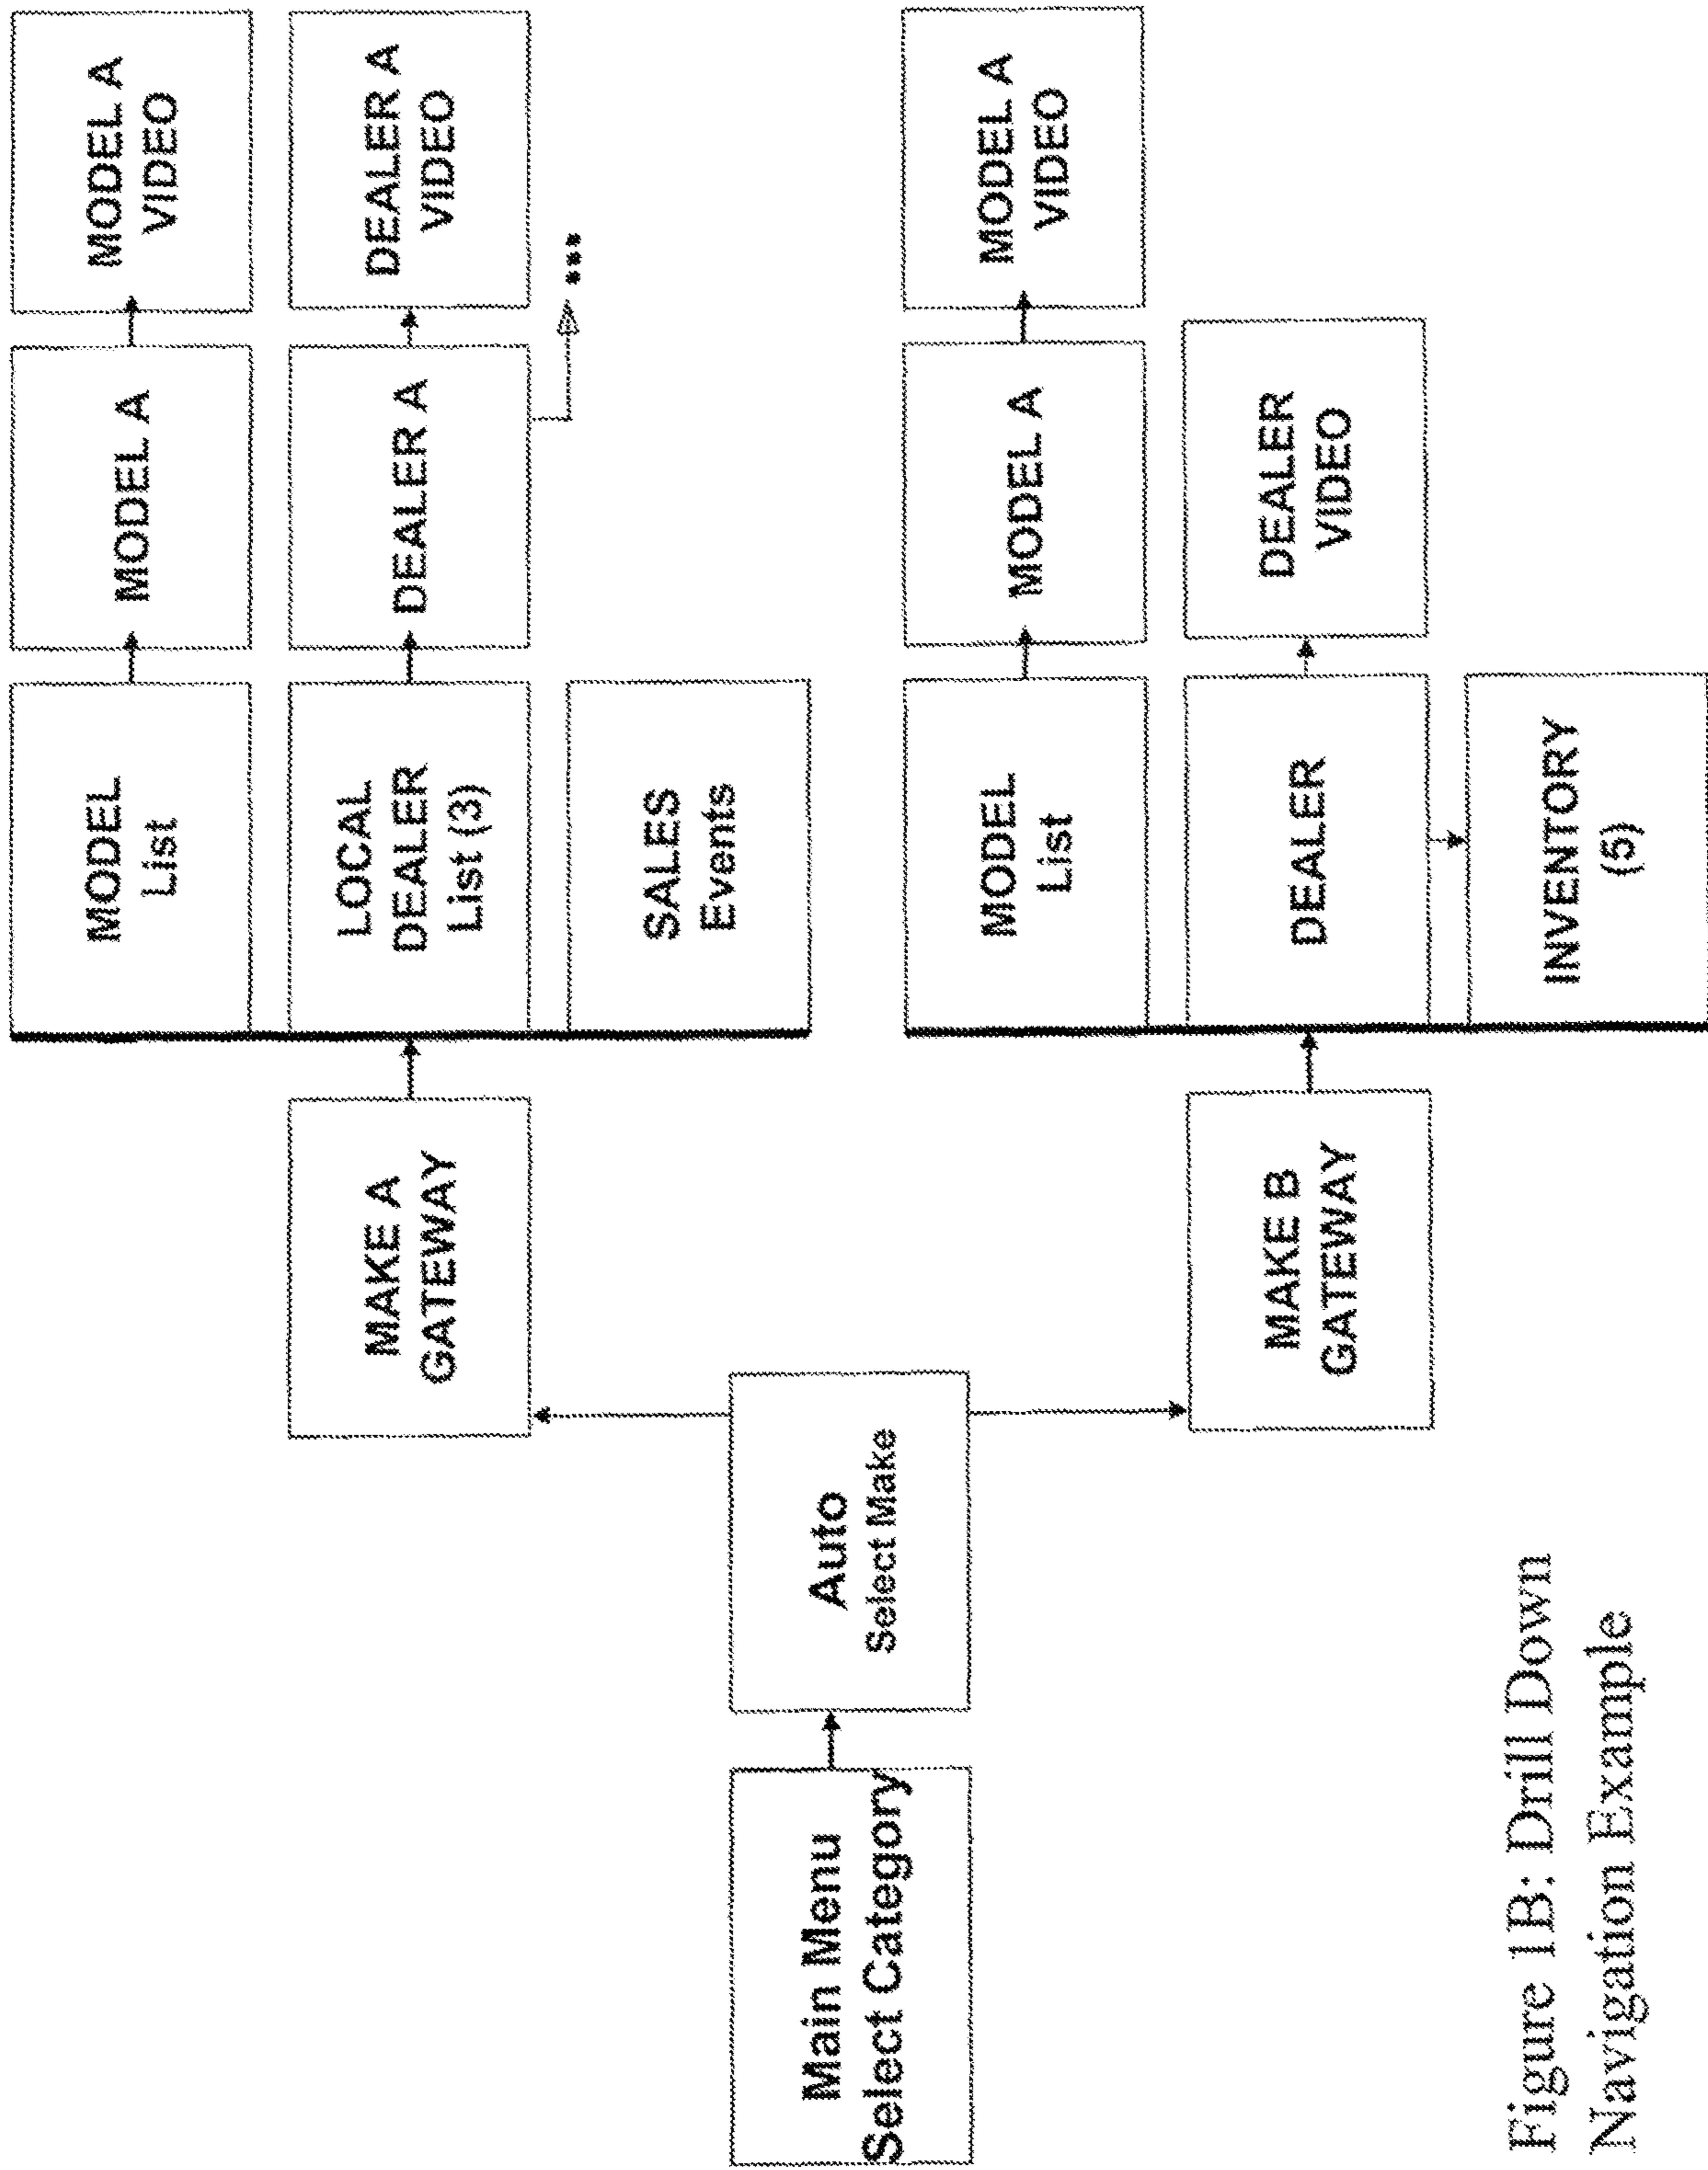 Main Menu
Select Category
Auto
Select Make
MAKE A
GATEWAY
MODEL
List
MODEL A
MODEL A
VIDEO
LOCAL
DEALER
List (3)
DEALER A
DEALER A
VIDEO
...
SALES
Events
MAKE B
GATEWAY
MODEL
List
MODEL A
MODEL A
VIDEO
DEALER
DEALER
VIDEO
INVENTORY
(5)
Figure 1B: Drill Down
Navigation Example